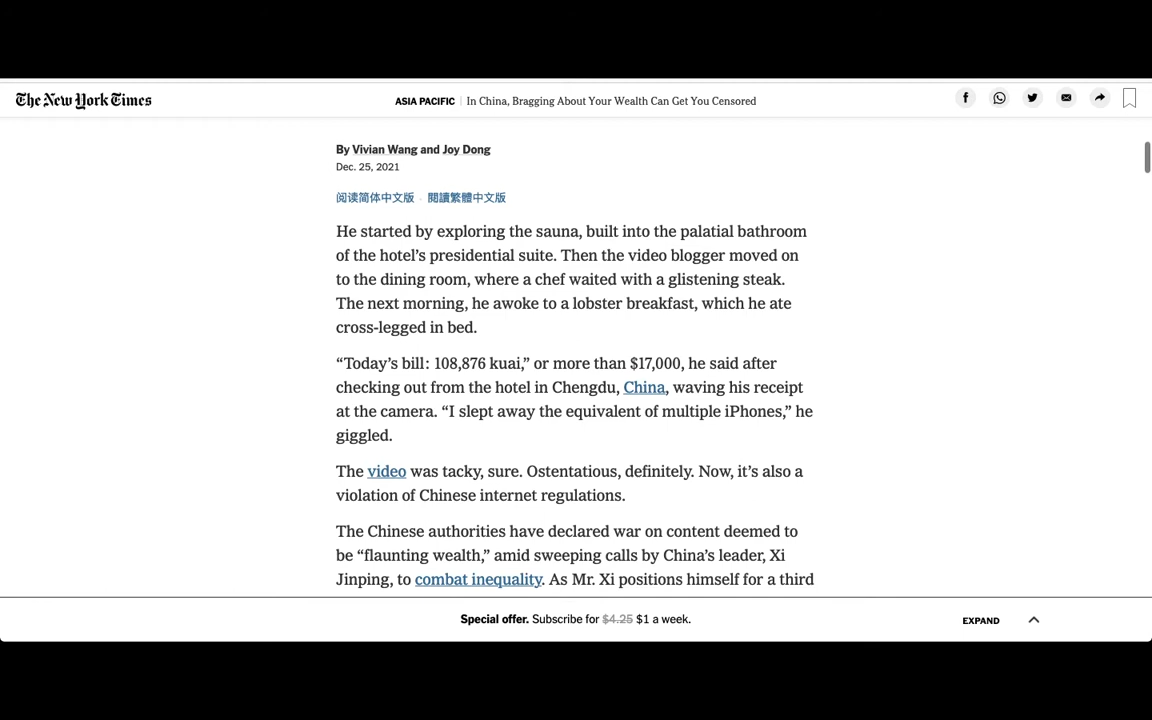 The New York Times
ASIA PACIFIC | In China, Bragging About Your Wealth Can Get You Censored
By Vivian Wang and Joy Dong
Dec. 25, 2021
阅读简体中文版 · 閱讀繁體中文版
He started by exploring the sauna, built into the palatial bathroom
of the hotel’s presidential suite. Then the video blogger moved on
to the dining room, where a chef waited with a glistening steak.
The next morning, he awoke to a lobster breakfast, which he ate
cross-legged in bed.
“Today’s bill: 108,876 kuai,” or more than $17,000, he said after
checking out from the hotel in Chengdu, China, waving his receipt
at the camera. “I slept away the equivalent of multiple iPhones,” he
giggled.
The video was tacky, sure. Ostentatious, definitely. Now, it’s also a
violation of Chinese internet regulations.
The Chinese authorities have declared war on content deemed to
be “flaunting wealth,” amid sweeping calls by China’s leader, Xi
Jinping, to combat inequality. As Mr. Xi positions himself for a third
Special offer. Subscribe for $4.25 $1 a week.
EXPAND